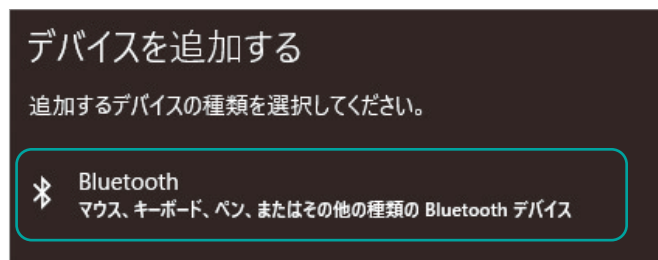 デバイスを追加する
追加するデバイスの種類を選択してください。
Bluetooth
マウス、キーボード、ペン、またはその他の種類の Bluetooth デバイス